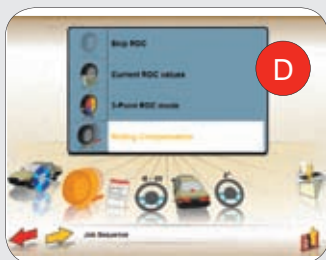 Skip ROC
D
Current ROC values
3-Point ROC mode
Rolling Compensation
Job Sequence